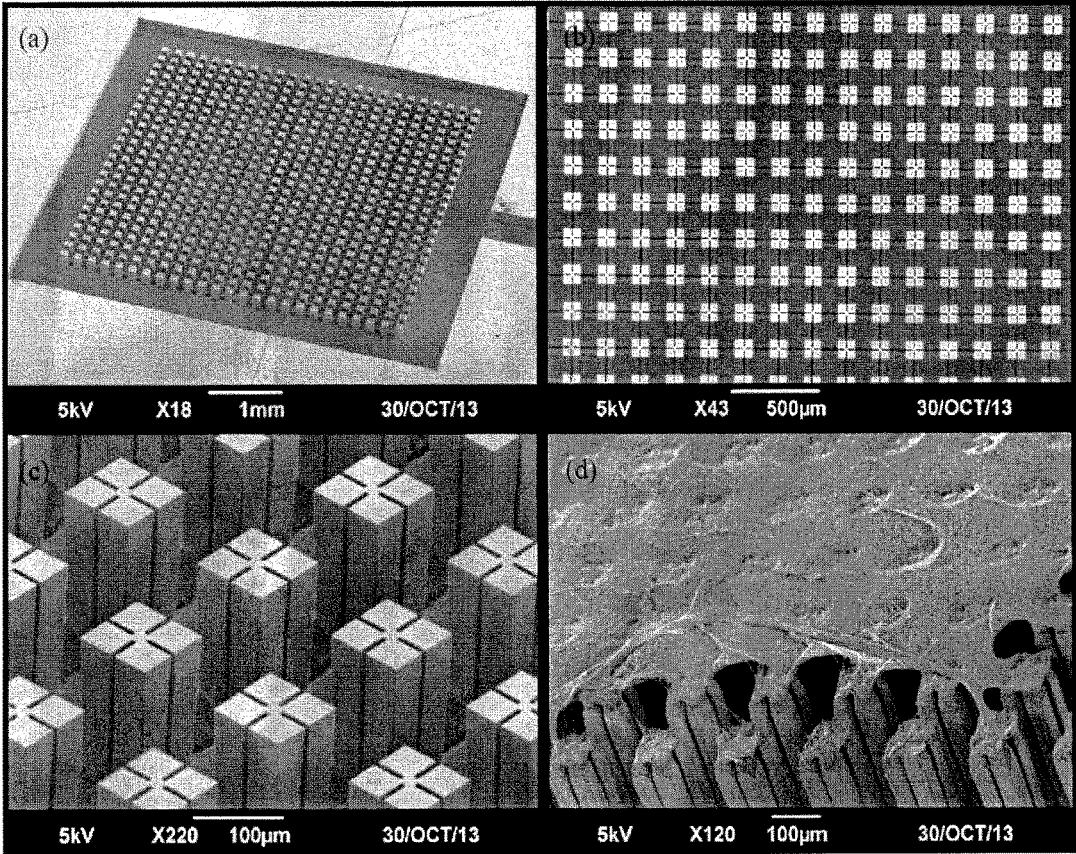 (a)
5kV X18 1mm 30/OCT/13
(b)
5kV X43 500µm 30/OCT/13
(c)
5kV X220 100µm 30/OCT/13
(d)
5kV X120 100µm 30/OCT/13